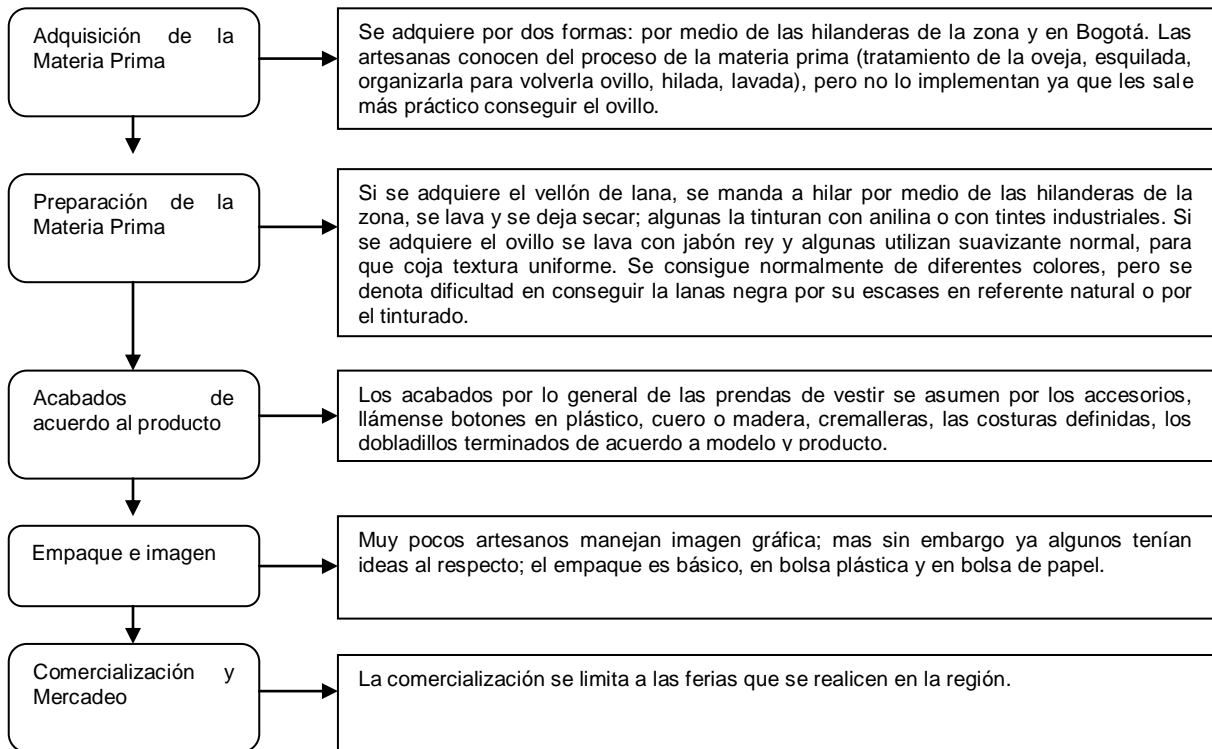 Adquisición de la
Materia Prima
Se adquiere por dos formas: por medio de las hilanderas de la zona y en Bogotá. Las
artesanas conocen del proceso de la materia prima (tratamiento de la oveja, esquilada,
organizarla para volverla ovillo, hilada, lavada), pero no lo implementan ya que les sale
más práctico conseguir el ovillo.
Preparación de la
Materia Prima
Si se adquiere el vellón de lana, se manda a hilar por medio de las hilanderas de la
zona, se lava y se deja secar; algunas la tinturan con anilina o con tintes industriales. Si
se adquiere el ovillo se lava con jabón rey y algunas utilizan suavizante normal, para
que coja textura uniforme. Se consigue normalmente de diferentes colores, pero se
denota dificultad en conseguir la lanas negra por su escases en referente natural o por
el tinturado.
Acabados de
acuerdo al producto
Los acabados por lo general de las prendas de vestir se asumen por los accesorios,
llámense botones en plástico, cuero o madera, cremalleras, las costuras definidas, los
dobladillos terminados de acuerdo a modelo y producto.
Empaque e imagen
Muy pocos artesanos manejan imagen gráfica; mas sin embargo ya algunos tenían
ideas al respecto; el empaque es básico, en bolsa plástica y en bolsa de papel.
Comercialización y
Mercadeo
La comercialización se limita a las ferias que se realicen en la región.